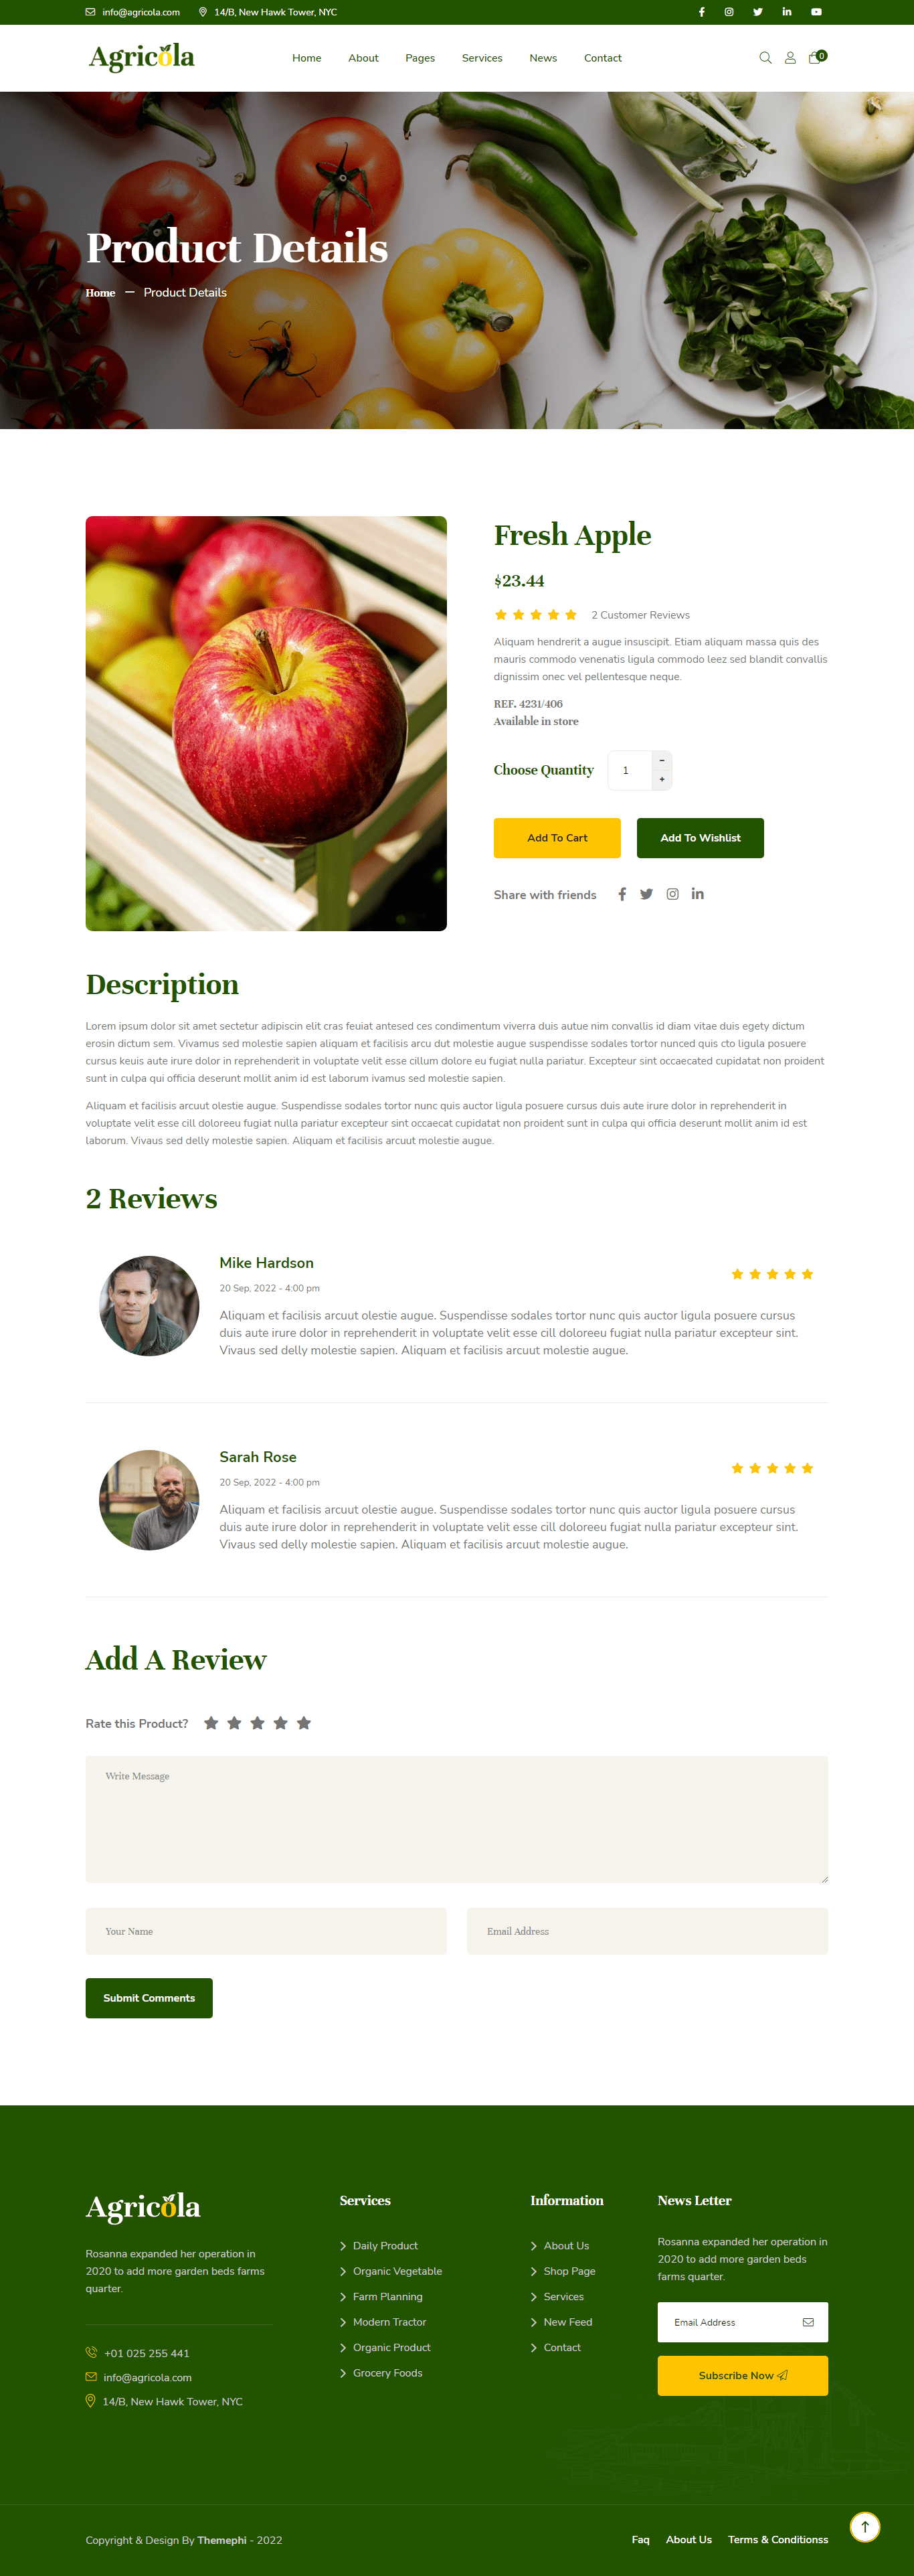 info@agricola.com 14/B, New Hawk Tower, NYC
Agricola
Home About Pages Services News Contact
0
Product Details
Home — Product Details
Fresh Apple
$23.44
2 Customer Reviews
Aliquam hendrerit a augue insuscipit. Etiam aliquam massa quis des
mauris commodo venenatis ligula commodo leez sed blandit convallis
dignissim onec vel pellentesque neque.
REF. 4231/406
Available in store
Choose Quantity 1 - +
Add To Cart Add To Wishlist
Share with friends
Description
Lorem ipsum dolor sit amet sectetur adipiscin elit cras feuiat antesed ces condimentum viverra duis autue nim convallis id diam vitae duis egety dictum
erosin dictum sem. Vivamus sed molestie sapien aliquam et facilisis arcu dut molestie augue suspendisse sodales tortor nunced quis cto ligula posuere
cursus keuis aute irure dolor in reprehenderit in voluptate velit esse cillum dolore eu fugiat nulla pariatur. Excepteur sint occaecated cupidatat non proident
sunt in culpa qui officia deserunt mollit anim id est laborum ivamus sed molestie sapien.
Aliquam et facilisis arcuut olestie augue. Suspendisse sodales tortor nunc quis auctor ligula posuere cursus duis aute irure dolor in reprehenderit in
voluptate velit esse cill doloreeu fugiat nulla pariatur excepteur sint occaecat cupidatat non proident sunt in culpa qui officia deserunt mollit anim id est
laborum. Vivaus sed delly molestie sapien. Aliquam et facilisis arcuut molestie augue.
2 Reviews
Mike Hardson
20 Sep, 2022 - 4:00 pm
Aliquam et facilisis arcuut olestie augue. Suspendisse sodales tortor nunc quis auctor ligula posuere cursus
duis aute irure dolor in reprehenderit in voluptate velit esse cill doloreeu fugiat nulla pariatur excepteur sint.
Vivaus sed delly molestie sapien. Aliquam et facilisis arcuut molestie augue.
Sarah Rose
20 Sep, 2022 - 4:00 pm
Aliquam et facilisis arcuut olestie augue. Suspendisse sodales tortor nunc quis auctor ligula posuere cursus
duis aute irure dolor in reprehenderit in voluptate velit esse cill doloreeu fugiat nulla pariatur excepteur sint.
Vivaus sed delly molestie sapien. Aliquam et facilisis arcuut molestie augue.
Add A Review
Rate this Product?
Write Message
Your Name Email Address
Submit Comments
Agricola
Rosanna expanded her operation in
2020 to add more garden beds farms
quarter.
+01 025 255 441
info@agricola.com
14/B, New Hawk Tower, NYC
Services
Daily Product
Organic Vegetable
Farm Planning
Modern Tractor
Organic Product
Grocery Foods
Information
About Us
Shop Page
Services
New Feed
Contact
News Letter
Rosanna expanded her operation in
2020 to add more garden beds
farms quarter.
Email Address
Subscribe Now
Copyright & Design By Themephi - 2022
Faq About Us Terms & Conditionss